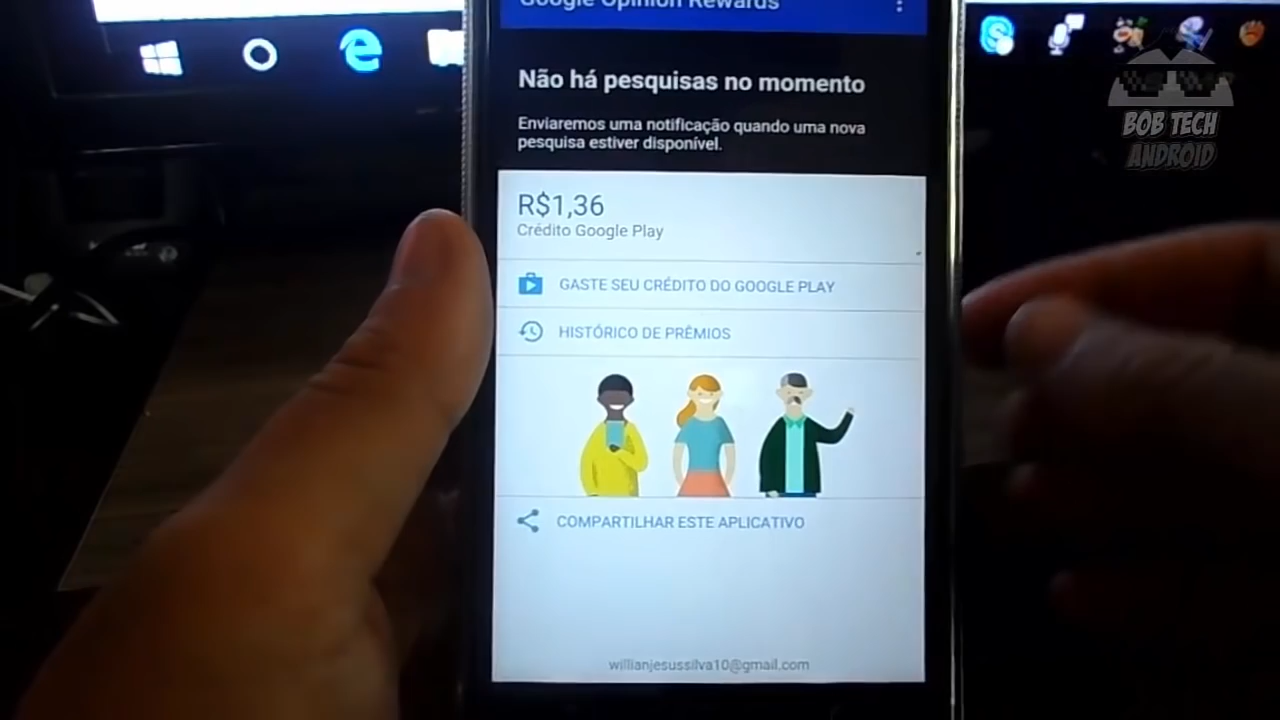 Google Opinion Rewards
Não há pesquisas no momento
Enviaremos uma notificação quando uma nova
pesquisa estiver disponível.
R$1,36
Crédito Google Play
GASTE SEU CRÉDITO DO GOOGLE PLAY
HISTÓRICO DE PRÊMIOS
COMPARTILHAR ESTE APLICATIVO
willianjesussilva10@gmail.com
BOB TECH
ANDROID